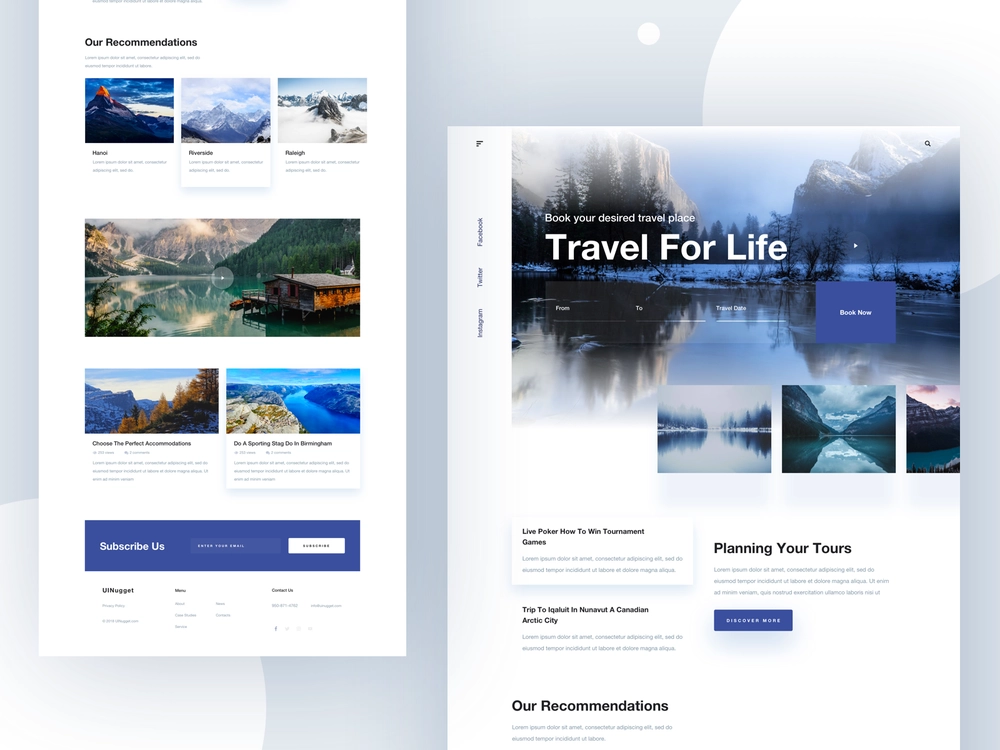 euismod tempor incididunt ut labore et dolore magna aliqua.
Our Recommendations
Lorem ipsum dolor sit amet, consectetur adipiscing elit, sed do
eiusmod tempor incididunt ut labore.
Hanoi
Lorem ipsum dolor sit amet, consectetur
adipiscing elit, sed do.
Riverside
Lorem ipsum dolor sit amet, consectetur
adipiscing elit, sed do.
Raleigh
Lorem ipsum dolor sit amet, consectetur
adipiscing elit, sed do.
Choose The Perfect Accommodations
Lorem ipsum dolor sit amet, consectetur adipiscing elit, sed do
eiusmod tempor incididunt ut labore et dolore magna aliqua. Ut
enim ad minim veniam
Do A Sporting Stag Do In Birmingham
Lorem ipsum dolor sit amet, consectetur adipiscing elit, sed do
eiusmod tempor incididunt ut labore et dolore magna aliqua. Ut
enim ad minim veniam
Subscribe Us
ENTER YOUR EMAIL
SUBSCRIBE
UINugget
Privacy Policy
Menu
About
News
Case Studies
Contacts
Service
Contact Us
Facebook
Twitter
Instagram
Book your desired travel place
Travel For Life
From
To
Travel Date
Book Now
Live Poker How To Win Tournament
Games
Lorem ipsum dolor sit amet, consectetur adipiscing elit, sed do
eiusmod tempor incididunt ut labore et dolore magna aliqua.
Trip To Iqaluit In Nunavut A Canadian
Arctic City
Lorem ipsum dolor sit amet, consectetur adipiscing elit, sed do
eiusmod tempor incididunt ut labore et dolore magna aliqua.
Planning Your Tours
Lorem ipsum dolor sit amet, consectetur adipiscing elit, sed do
eiusmod tempor incididunt ut labore et dolore magna aliqua. Ut enim
ad minim veniam, quis nostrud exercitation ullamco laboris nisi ut
DISCOVER MORE
Our Recommendations
Lorem ipsum dolor sit amet, consectetur adipiscing elit, sed do
eiusmod tempor incididunt ut labore.